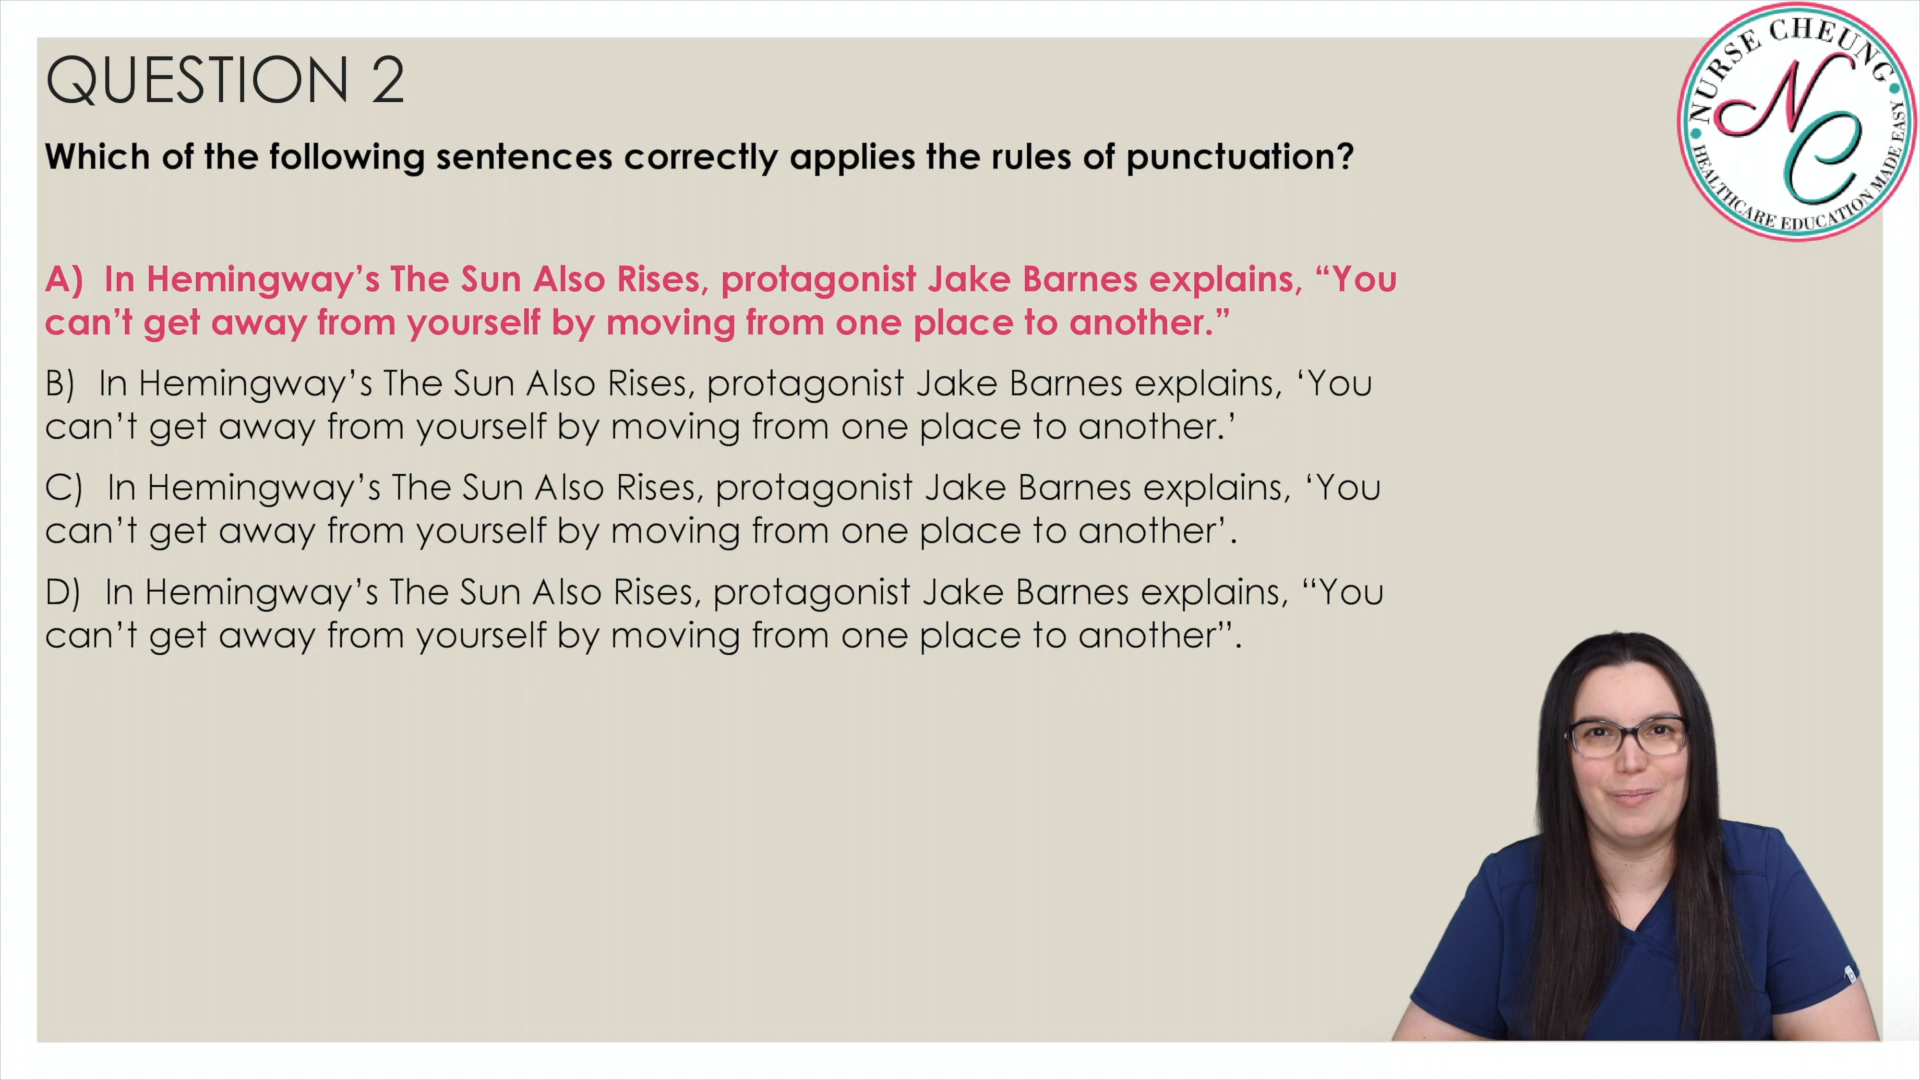 QUESTION 2
NURSE CHEUNG
HEALTHCARE EDUCATION MADE EASY
NC
Which of the following sentences correctly applies the rules of punctuation?
A) In Hemingway’s The Sun Also Rises, protagonist Jake Barnes explains, “You
can’t get away from yourself by moving from one place to another.”
B) In Hemingway’s The Sun Also Rises, protagonist Jake Barnes explains, ‘You
can’t get away from yourself by moving from one place to another.’
C) In Hemingway’s The Sun Also Rises, protagonist Jake Barnes explains, ‘You
can’t get away from yourself by moving from one place to another’.
D) In Hemingway’s The Sun Also Rises, protagonist Jake Barnes explains, “You
can’t get away from yourself by moving from one place to another”.